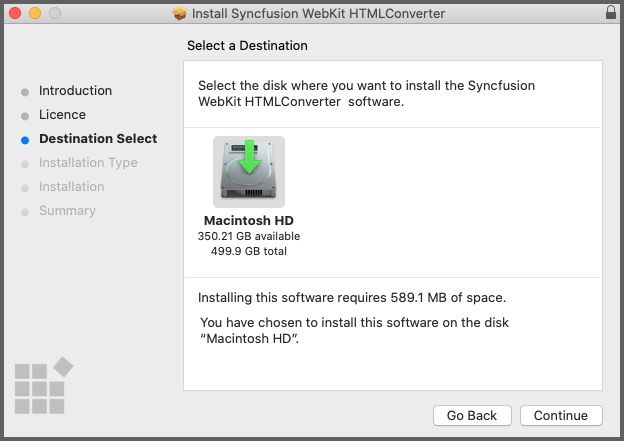 Install Syncfusion WebKit HTMLConverter
Select a Destination
Introduction
Licence
Destination Select
Installation Type
Installation
Summary
Select the disk where you want to install the Syncfusion
WebKit HTMLConverter software.
Macintosh HD
350.21 GB available
499.9 GB total
Installing this software requires 589.1 MB of space.
You have chosen to install this software on the disk
“Macintosh HD”.
Go Back
Continue